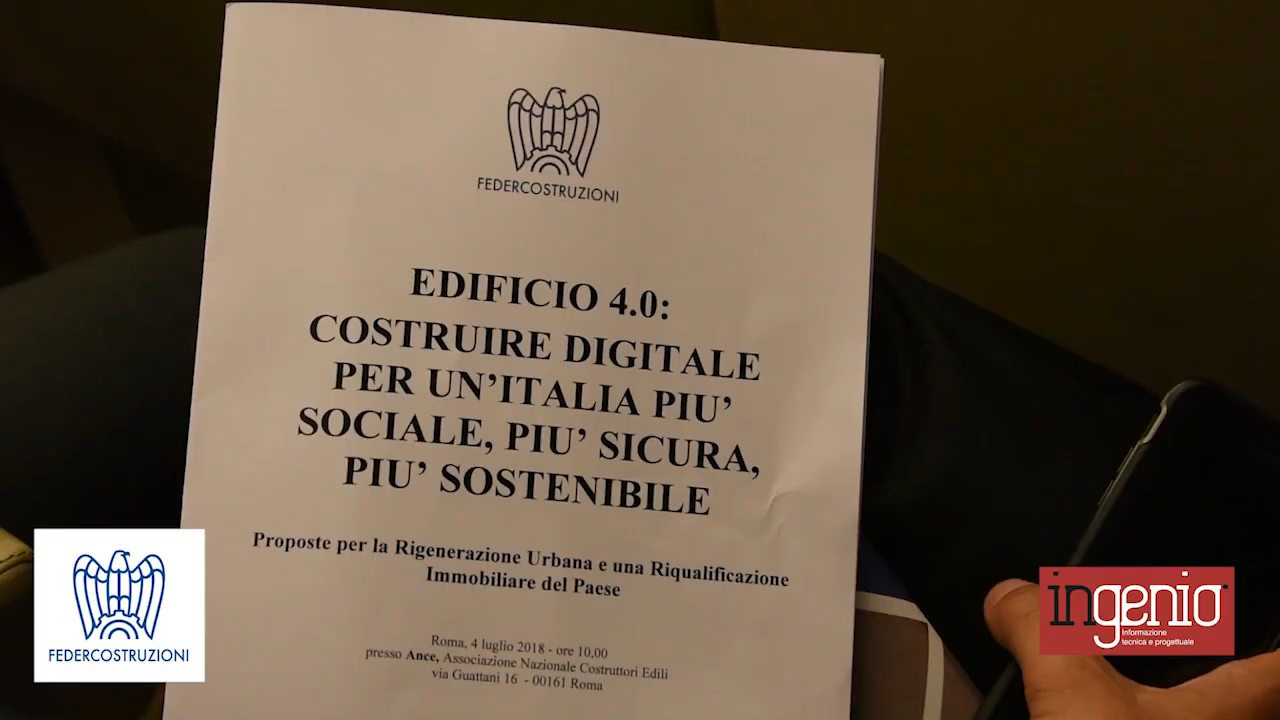 FEDERCOSTRUZIONI
EDIFICIO 4.0:
COSTRUIRE DIGITALE
PER UN'ITALIA PIU'
SOCIALE, PIU' SICURA,
PIU' SOSTENIBILE
Proposte per la Rigenerazione Urbana e una Riqualificazione
Immobiliare del Paese
Roma, 4 luglio 2018 - ore 10,00
presso Ance, Associazione Nazionale Costruttori Edili
via Guattani 16 - 00161 Roma
FEDERCOSTRUZIONI
ingenio
Informazione
tecnica e progettuale